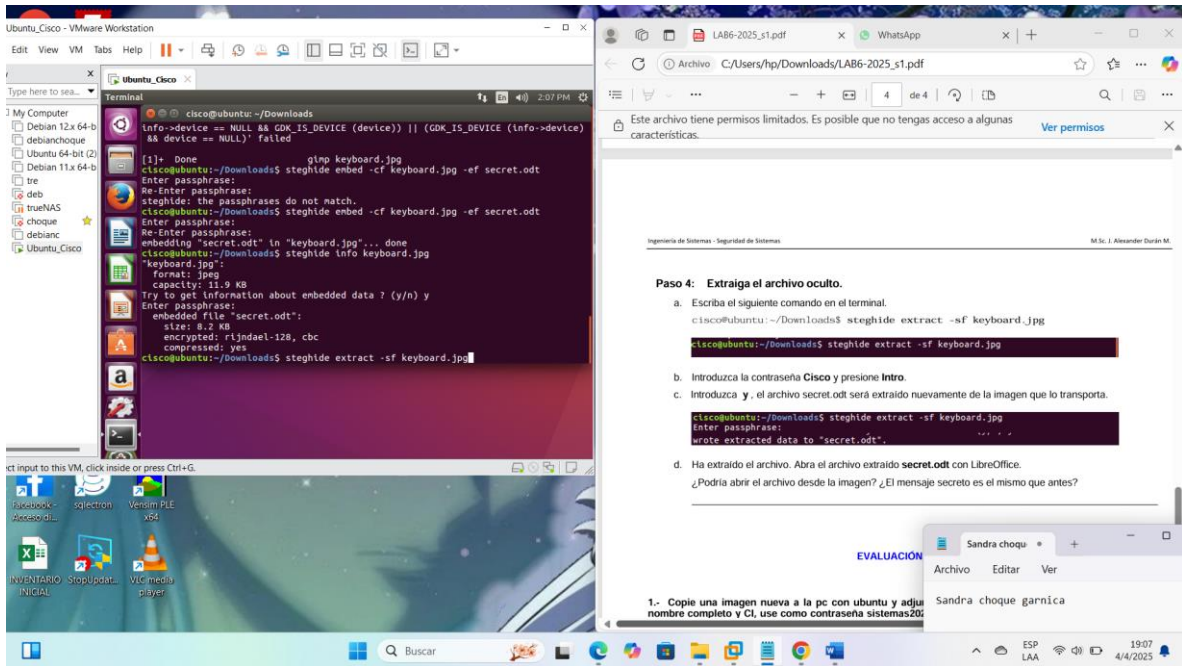 Ubuntu_Cisco - VMware Workstation
Edit View VM Tabs Help
Type here to sea...
My Computer
Debian 12.x 64-b
debianchoque
Ubuntu 64-bit (2)
Debian 11.x 64-b
tre
deb
trueNAS
choque
debianc
Ubuntu_Cisco
Ubuntu_Cisco
Terminal
En
2:07 PM
cisco@ubuntu: ~/Downloads
info->device == NULL && GDK_IS_DEVICE (device)) || (GDK_IS_DEVICE (info->device)
&& device == NULL)' failed
[1]+ Done gimp keyboard.jpg
cisco@ubuntu:~/Downloads$ steghide embed -cf keyboard.jpg -ef secret.odt
Enter passphrase:
Re-Enter passphrase:
steghide: the passphrases do not match.
cisco@ubuntu:~/Downloads$ steghide embed -cf keyboard.jpg -ef secret.odt
Enter passphrase:
Re-Enter passphrase:
embedding "secret.odt" in "keyboard.jpg"... done
cisco@ubuntu:~/Downloads$ steghide info keyboard.jpg
"keyboard.jpg":
format: jpeg
capacity: 11.9 KB
Try to get information about embedded data ? (y/n) y
Enter passphrase:
embedded file "secret.odt":
size: 8.2 KB
encrypted: rijndael-128, cbc
compressed: yes
cisco@ubuntu:~/Downloads$ steghide extract -sf keyboard.jpg
ect input to this VM, click inside or press Ctrl+G.
Facebook - sqlectron Vensim PLE
Acceso di... x64
INVENTARIO StopUpdat... VLC media
INICIAL player
LAB6-2025_s1.pdf
WhatsApp
Archivo C:/Users/hp/Downloads/LAB6-2025_s1.pdf
4 de 4
Este archivo tiene permisos limitados. Es posible que no tengas acceso a algunas
características.
Ver permisos
Ingeniería de Sistemas - Seguridad de Sistemas M.Sc. J. Alexander Durán M.
Paso 4: Extraiga el archivo oculto.
a. Escriba el siguiente comando en el terminal.
cisco@ubuntu:~/Downloads$ steghide extract -sf keyboard.jpg
cisco@ubuntu:~/Downloads$ steghide extract -sf keyboard.jpg
b. Introduzca la contraseña Cisco y presione Intro.
c. Introduzca y , el archivo secret.odt será extraído nuevamente de la imagen que lo transporta.
cisco@ubuntu:~/Downloads$ steghide extract -sf keyboard.jpg
Enter passphrase:
wrote extracted data to "secret.odt".
d. Ha extraído el archivo. Abra el archivo extraído secret.odt con LibreOffice.
¿Podría abrir el archivo desde la imagen? ¿El mensaje secreto es el mismo que antes?
EVALUACIÓN
1.- Copie una imagen nueva a la pc con ubuntu y adju
nombre completo y CI, use como contraseña sistemas202
Sandra choqu
Archivo Editar Ver
Sandra choque garnica
Buscar
ESP
LAA
19:07
4/4/2025